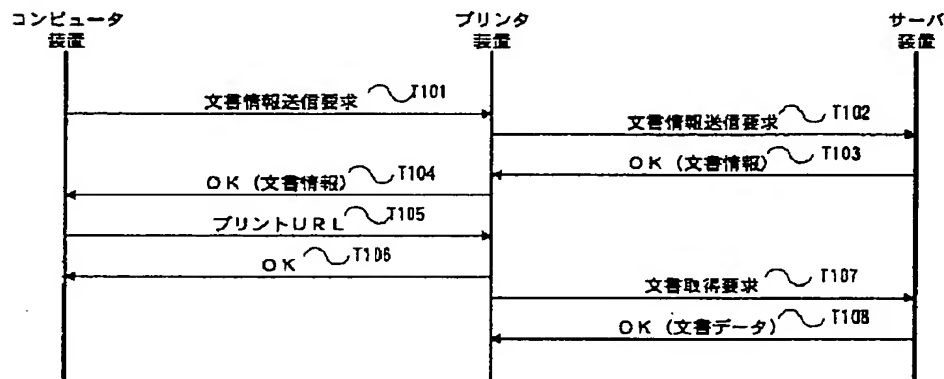 コンピュータ
装置
プリンタ
装置
サーバ
装置
文書情報送信要求 T101
文書情報送信要求 T102
OK (文書情報) T103
OK (文書情報) T104
プリントURL T105
OK T106
文書取得要求 T107
OK (文書データ) T108